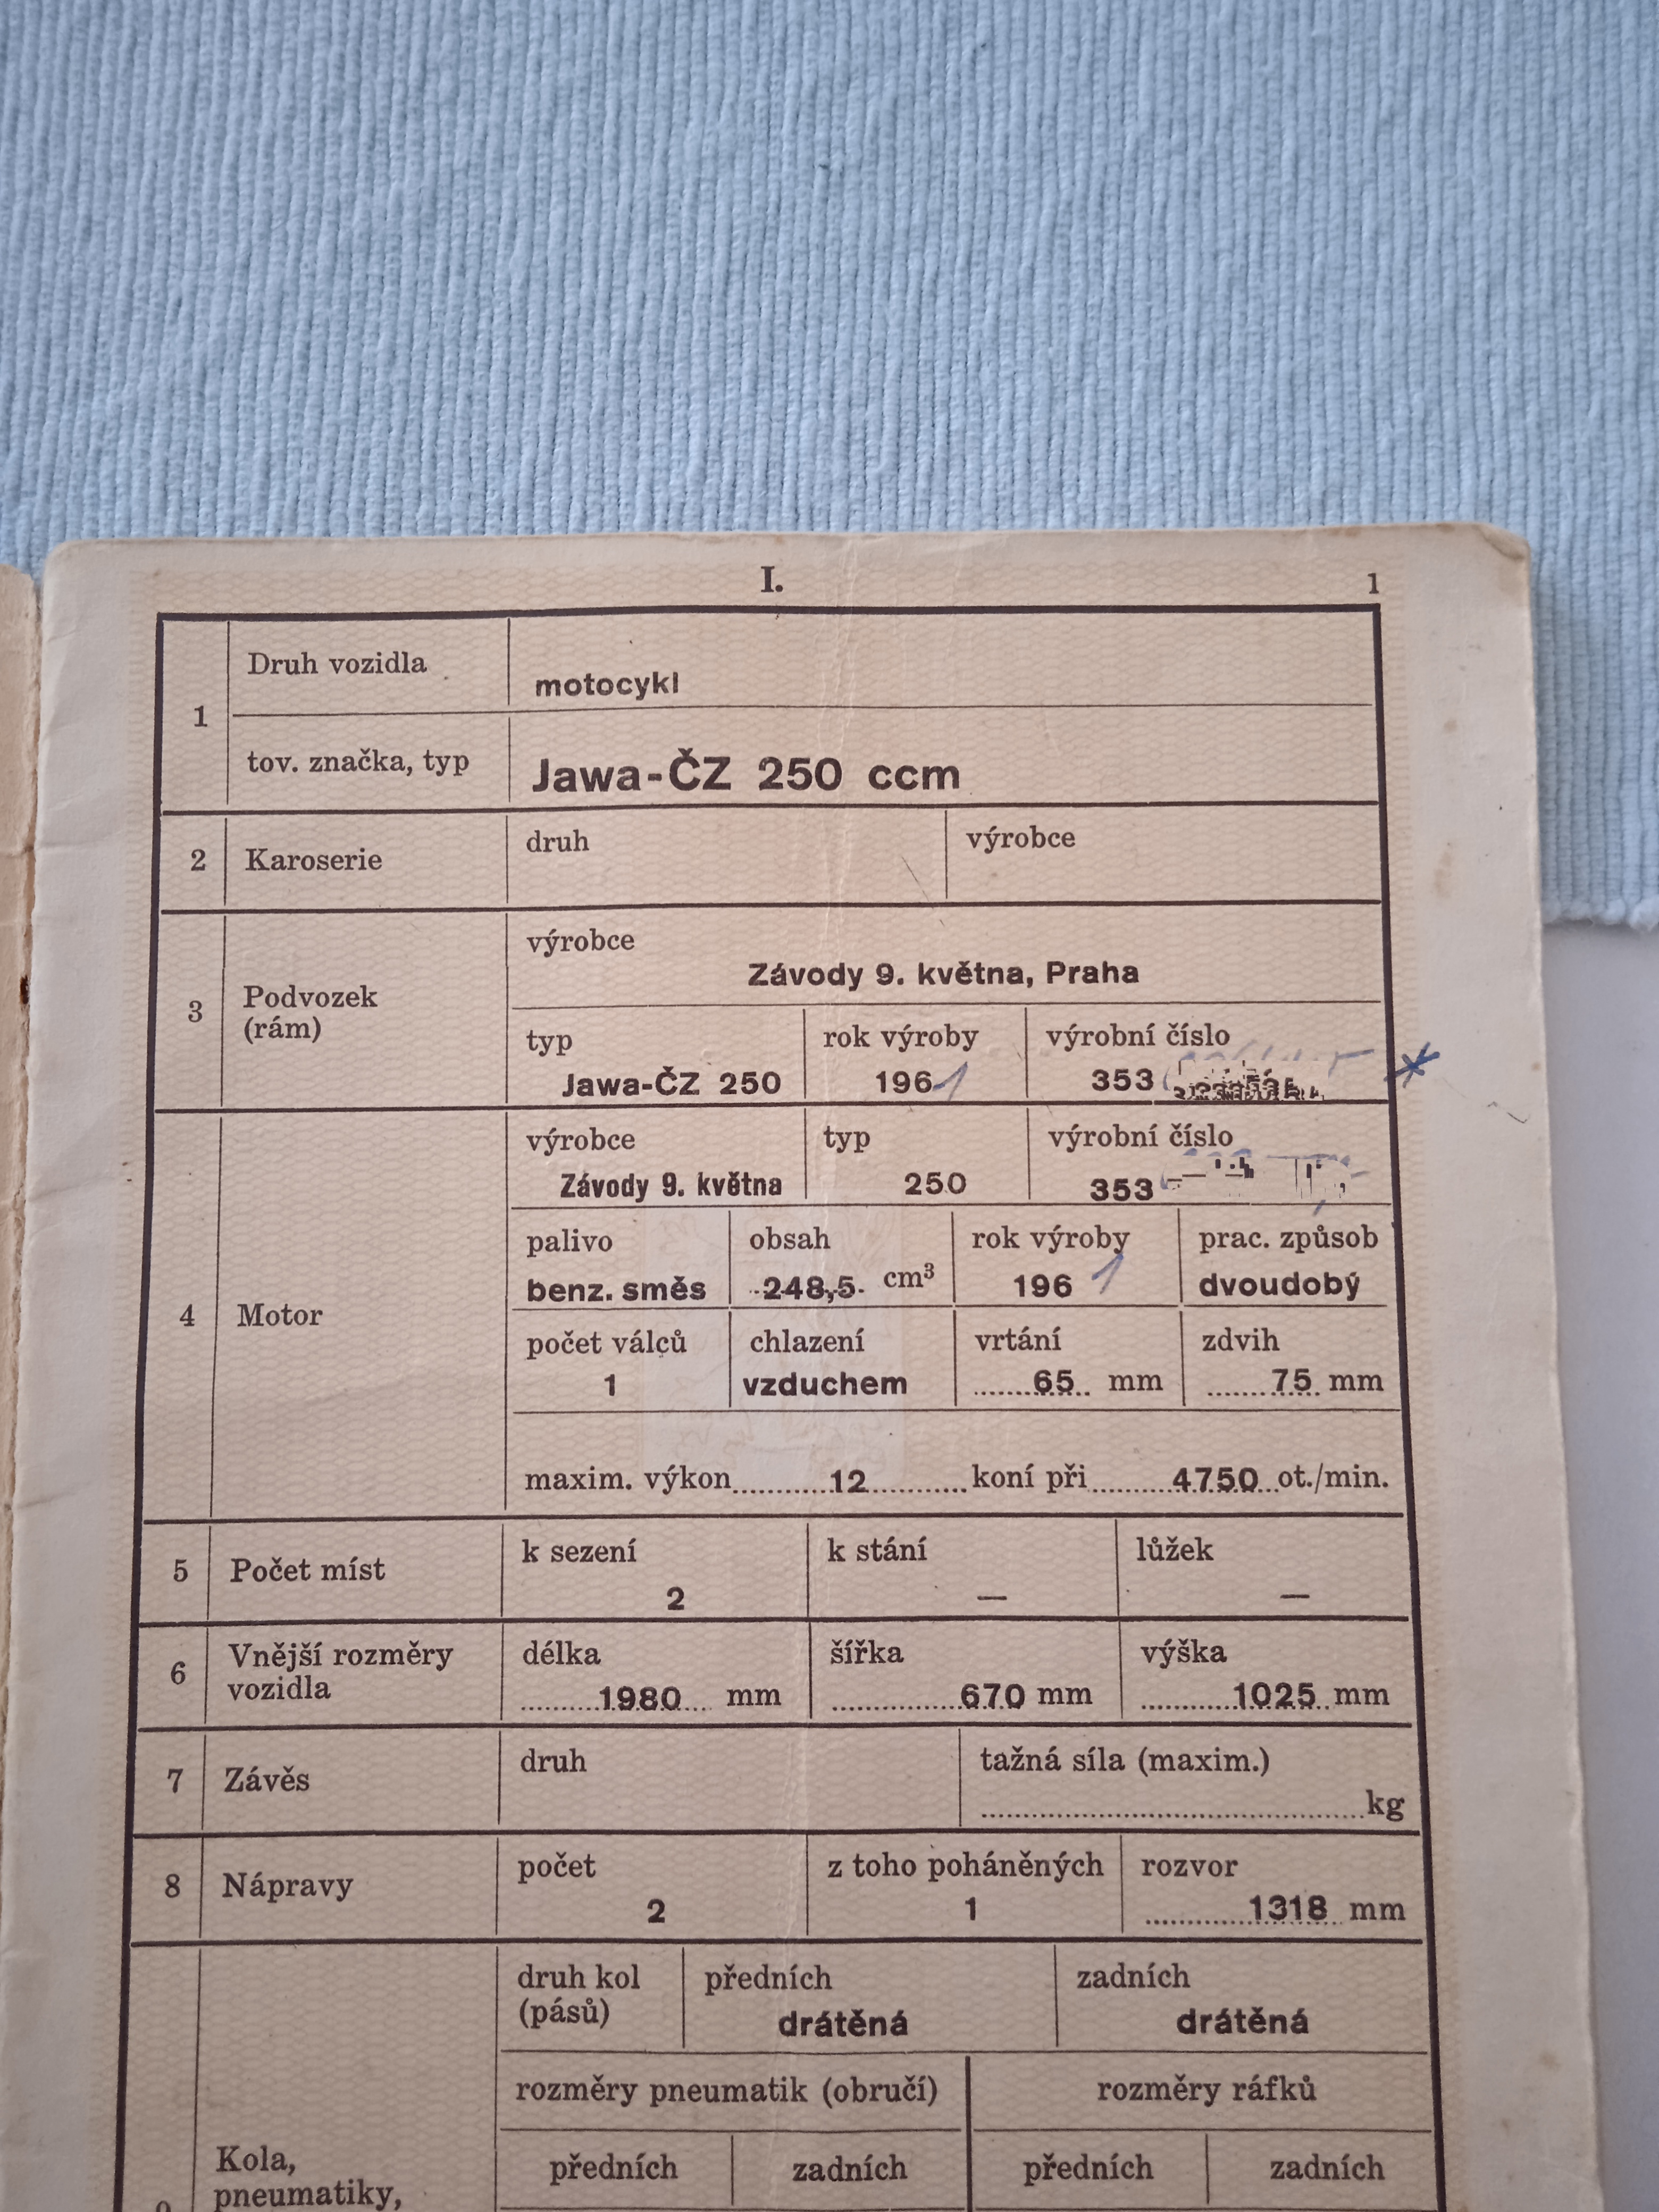 I. 1
1 Druh vozidla motocykl
tov. značka, typ Jawa-ČZ 250 ccm
2 Karoserie druh výrobce
3 Podvozek (rám) výrobce
Závody 9. května, Praha
typ rok výroby výrobní číslo
Jawa-ČZ 250 1961 353 *
4 Motor výrobce typ výrobní číslo
Závody 9. května 250 353
palivo obsah rok výroby prac. způsob
benz. směs 248,5 cm³ 1961 dvoudobý
počet válců chlazení vrtání zdvih
1 vzduchem 65 mm 75 mm
maxim. výkon 12 koní při 4750 ot./min.
5 Počet míst k sezení k stání lůžek
2 — —
6 Vnější rozměry vozidla délka šířka výška
1980 mm 670 mm 1025 mm
7 Závěs druh tažná síla (maxim.)
kg
8 Nápravy počet z toho poháněných rozvor
2 1 1318 mm
druh kol (pásů) předních zadních
drátěná drátěná
rozměry pneumatik (obručí) rozměry ráfků
Kola, předních zadních předních zadních
pneumatiky,